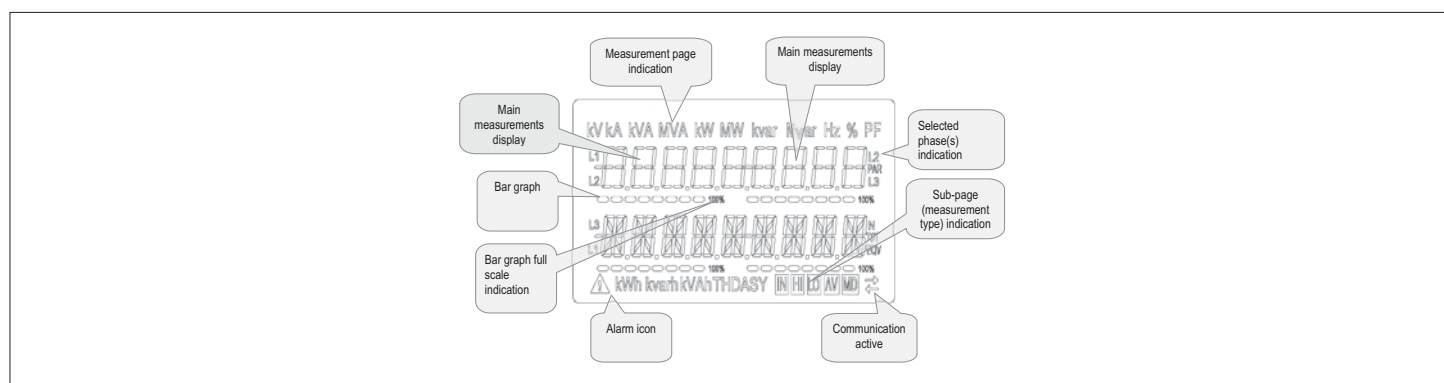 Measurement page
indication
Main measurements
display
Main
measurements
display
kV kA kVA MVA kW MW kvar Mvar Hz % PF
Selected
phase(s)
indication
L1
L2
PAR
L2
L3
Bar graph
100%
100%
Sub-page
(measurement
type) indication
L3
N
L1
EQV
Bar graph full
scale
indication
100%
100%
kWh kvarh kVAh THD ASY IN HI LO AV MD
Alarm icon
Communication
active